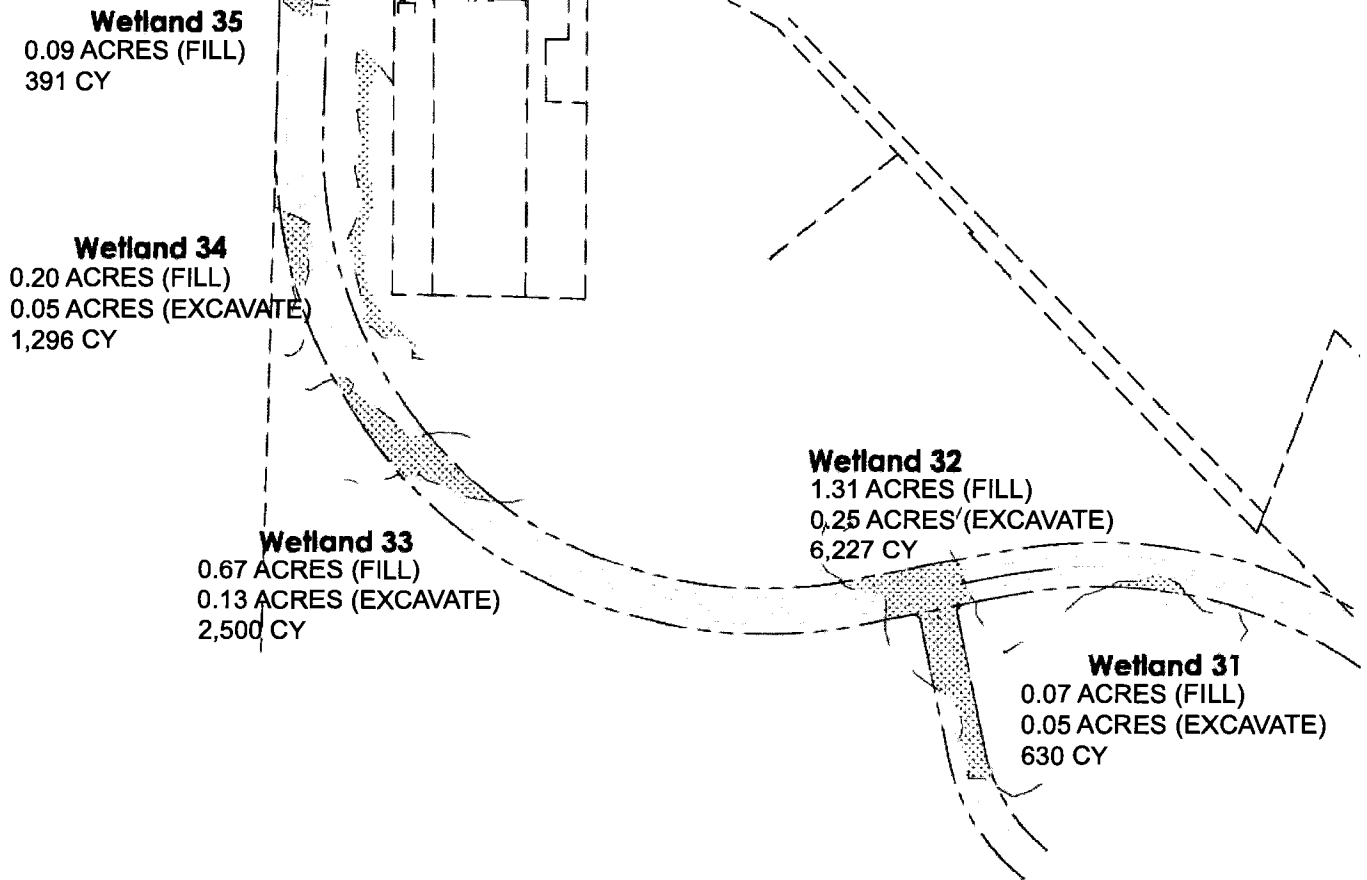 Wetland 35
0.09 ACRES (FILL)
391 CY
Wetland 34
0.20 ACRES (FILL)
0.05 ACRES (EXCAVATE)
1,296 CY
Wetland 33
0.67 ACRES (FILL)
0.13 ACRES (EXCAVATE)
2,500 CY
Wetland 32
1.31 ACRES (FILL)
0.25 ACRES (EXCAVATE)
6,227 CY
Wetland 31
0.07 ACRES (FILL)
0.05 ACRES (EXCAVATE)
630 CY